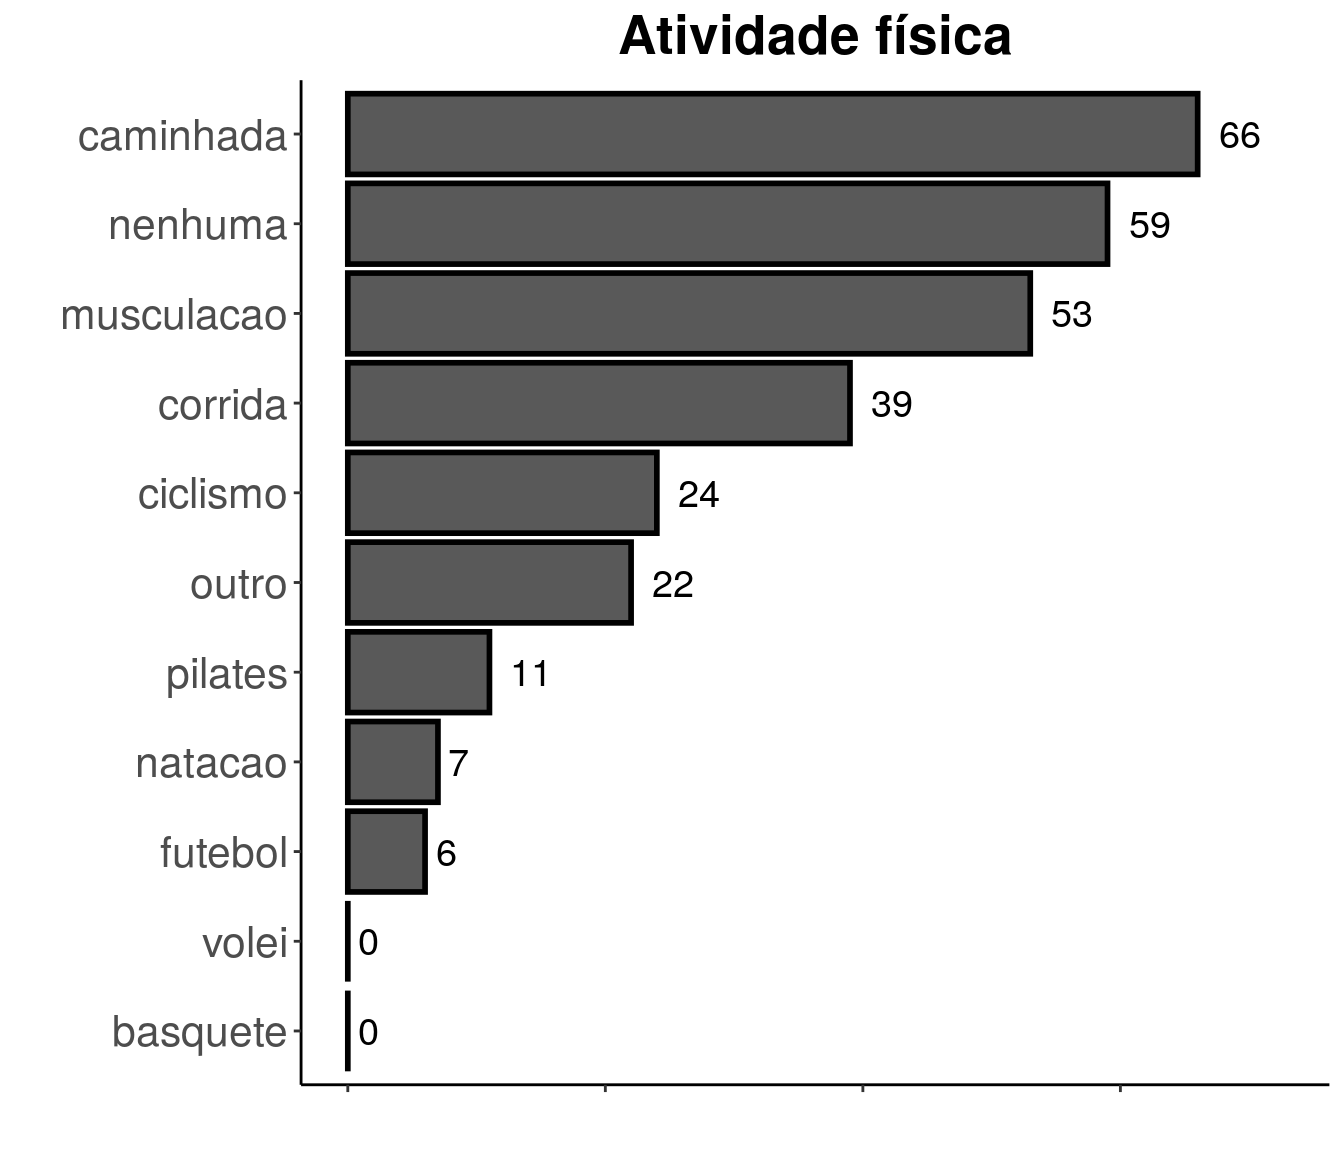 Atividade física
caminhada 66
nenhuma 59
musculacao 53
corrida 39
ciclismo 24
outro 22
pilates 11
natacao 7
futebol 6
volei 0
basquete 0